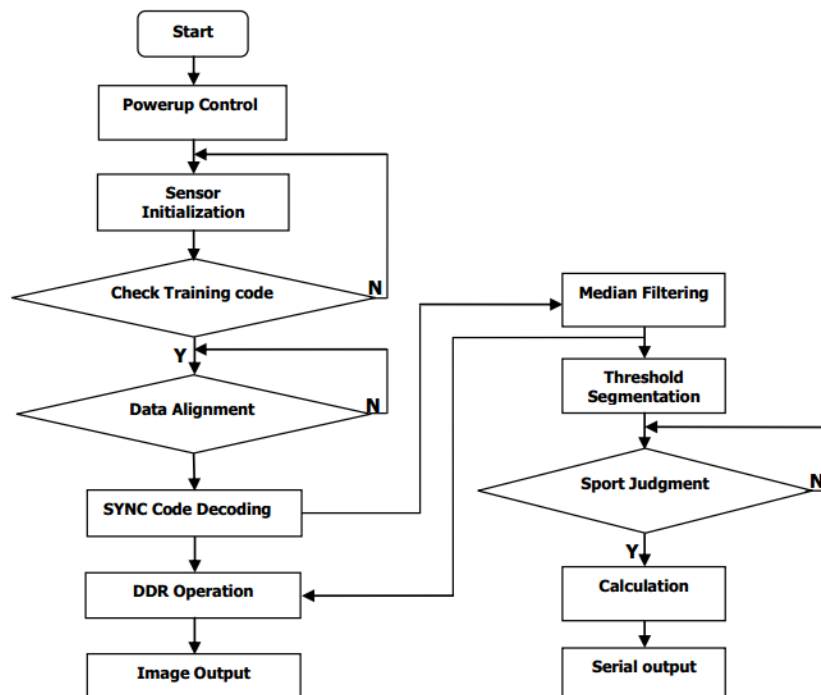 Start
Powerup Control
Sensor
Initialization
Check Training code
N
Y
Data Alignment
N
SYNC Code Decoding
DDR Operation
Image Output
Median Filtering
Threshold
Segmentation
Sport Judgment
N
Y
Calculation
Serial output